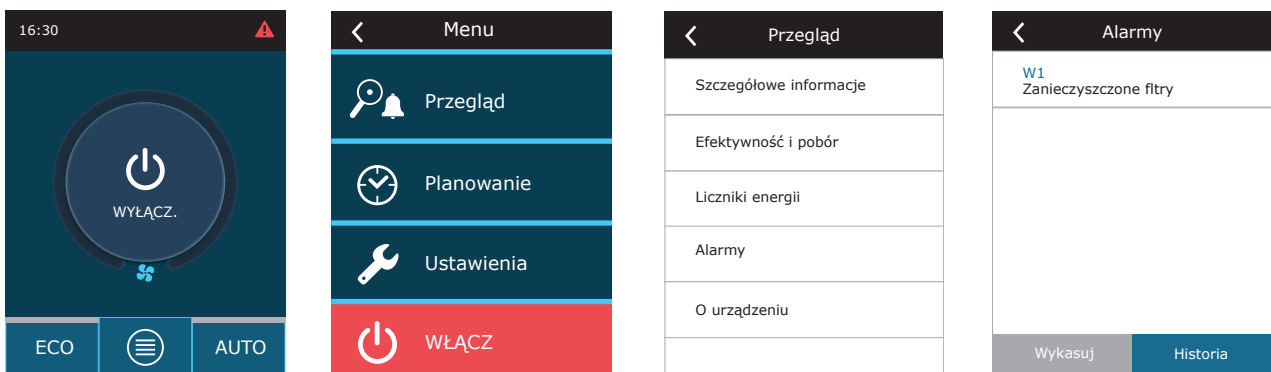 16:30
WYŁĄCZ.
ECO
AUTO
Menu
Przegląd
Planowanie
Ustawienia
WŁĄCZ
Przegląd
Szczegółowe informacje
Efektywność i pobór
Liczniki energii
Alarmy
O urządzeniu
Alarmy
W1
Zanieczyszczone fltry
Wykasuj
Historia